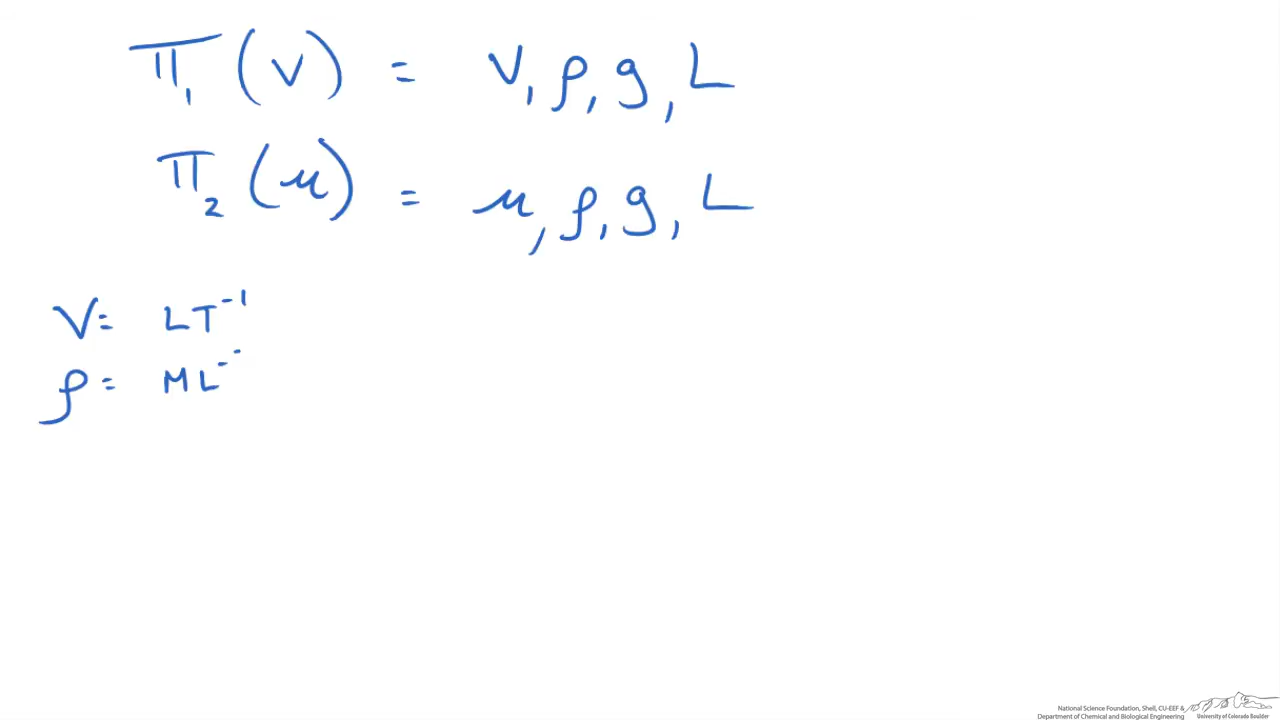 Π₁ (V) = V, ρ, g, L
Π₂ (μ) = μ, ρ, g, L
V= LT⁻¹
ρ= ML⁻
National Science Foundation, Shell, CU-EEF &
Department of Chemical and Biological Engineering
University of Colorado Boulder